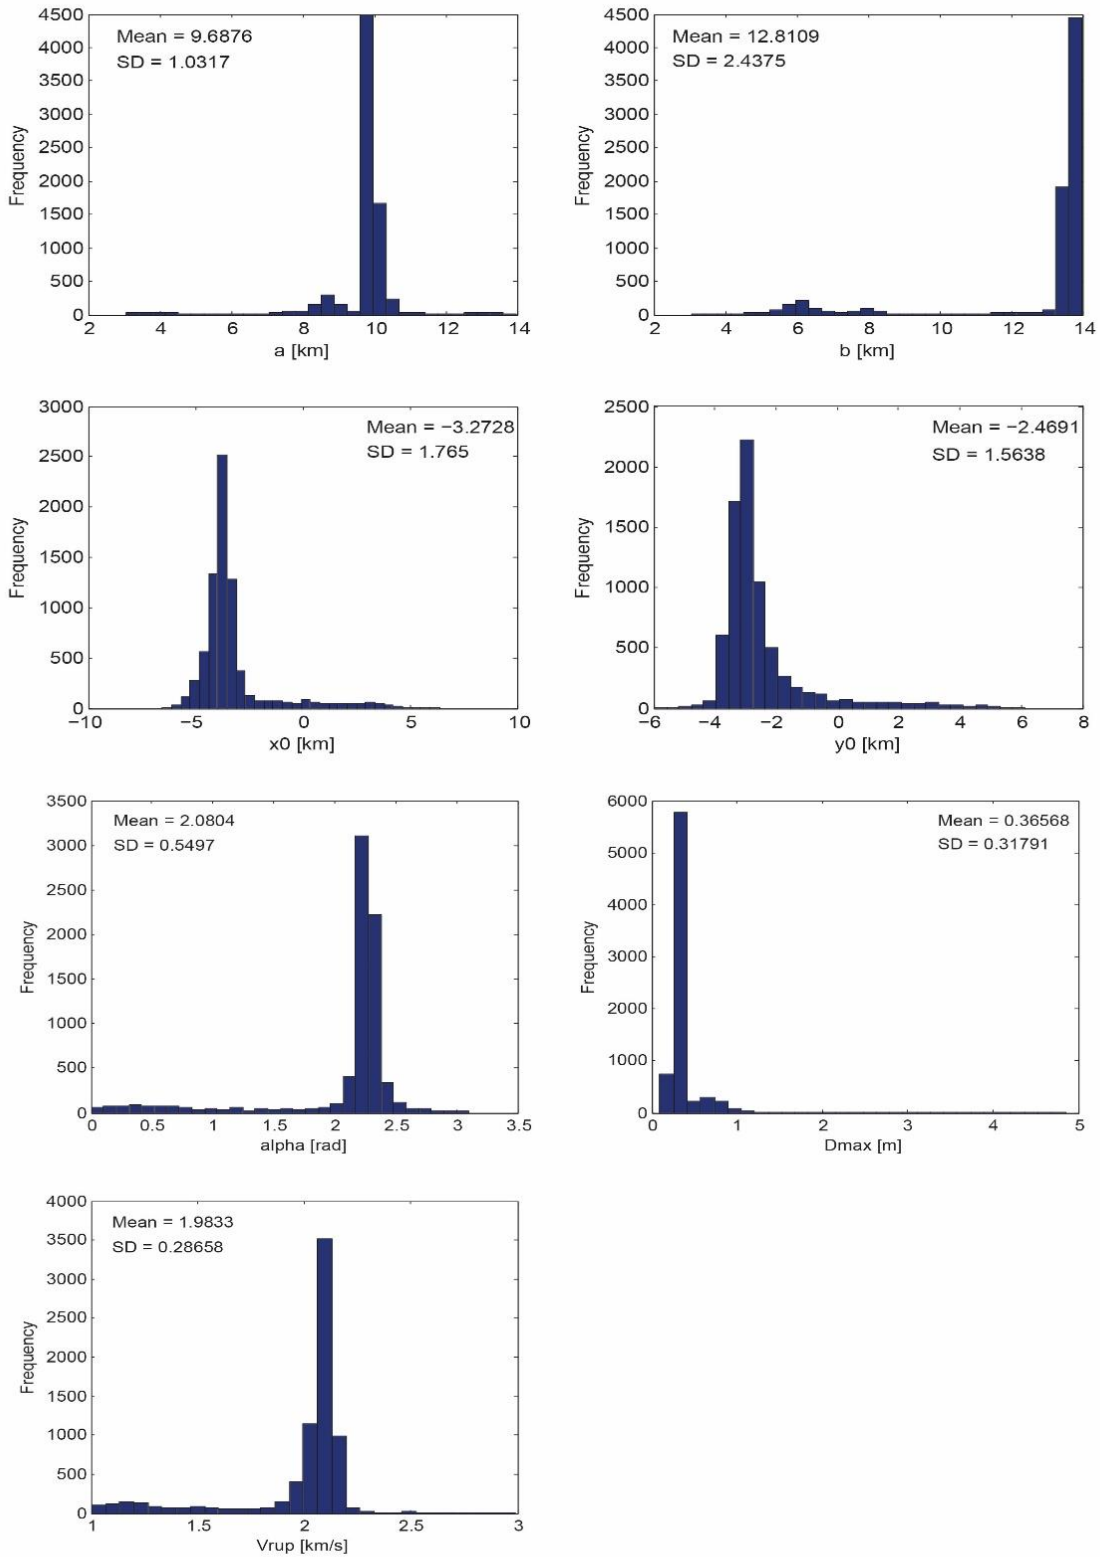 4500
4000
3500
3000
2500
2000
1500
1000
500
0
Frequency
Mean = 9.6876
SD = 1.0317
2 4 6 8 10 12 14
a [km]
4500
4000
3500
3000
2500
2000
1500
1000
500
0
Frequency
Mean = 12.8109
SD = 2.4375
2 4 6 8 10 12 14
b [km]
3000
2500
2000
1500
1000
500
0
Frequency
Mean = −3.2728
SD = 1.765
−10 −5 0 5 10
x0 [km]
2500
2000
1500
1000
500
0
Frequency
Mean = −2.4691
SD = 1.5638
−6 −4 −2 0 2 4 6 8
y0 [km]
3500
3000
2500
2000
1500
1000
500
0
Frequency
Mean = 2.0804
SD = 0.5497
0 0.5 1 1.5 2 2.5 3 3.5
alpha [rad]
6000
5000
4000
3000
2000
1000
0
Frequency
Mean = 0.36568
SD = 0.31791
0 1 2 3 4 5
Dmax [m]
4000
3500
3000
2500
2000
1500
1000
500
0
Frequency
Mean = 1.9833
SD = 0.28658
1 1.5 2 2.5 3
Vrup [km/s]